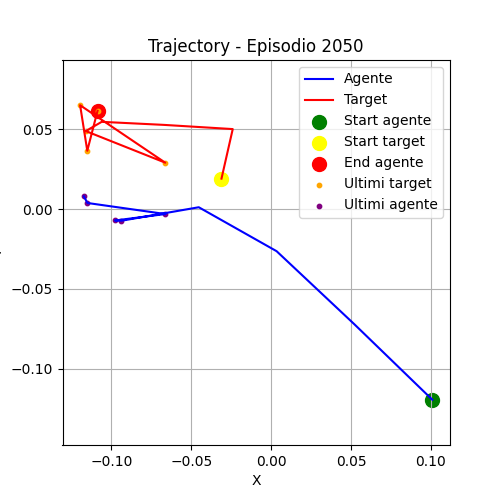 Trajectory - Episodio 2050
Agente
Target
Start agente
Start target
End agente
Ultimi target
Ultimi agente
0.05
0.00
−0.05
−0.10
−0.10
−0.05
0.00
0.05
0.10
X